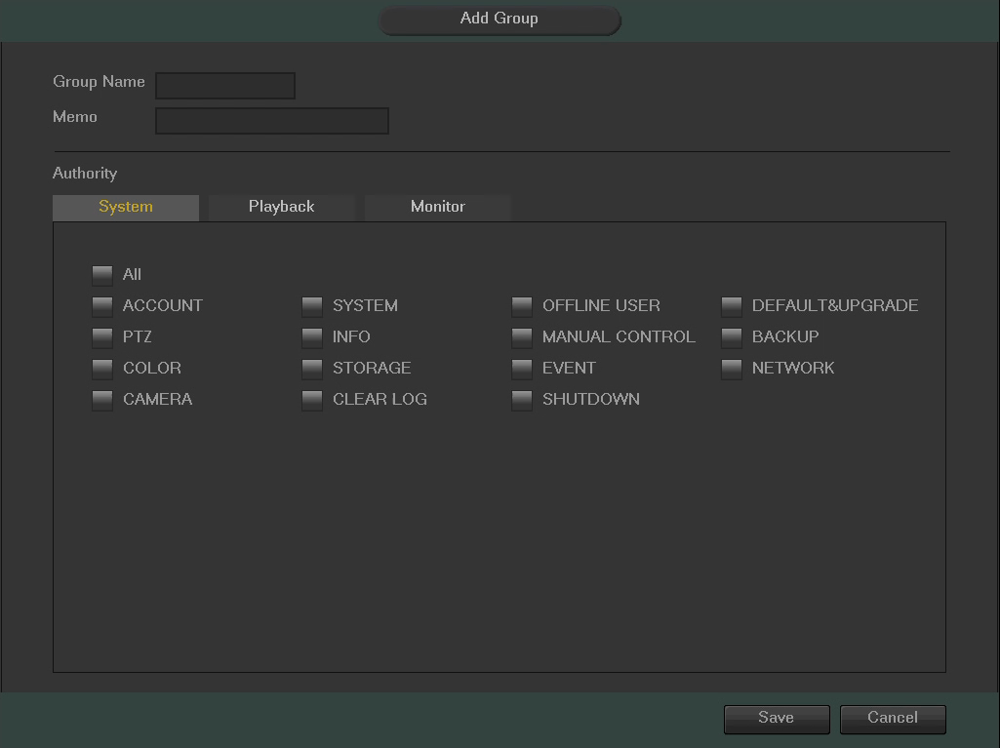 Add Group
Group Name
Memo
Authority
System Playback Monitor
All
ACCOUNT SYSTEM OFFLINE USER DEFAULT&UPGRADE
PTZ INFO MANUAL CONTROL BACKUP
COLOR STORAGE EVENT NETWORK
CAMERA CLEAR LOG SHUTDOWN
Save Cancel